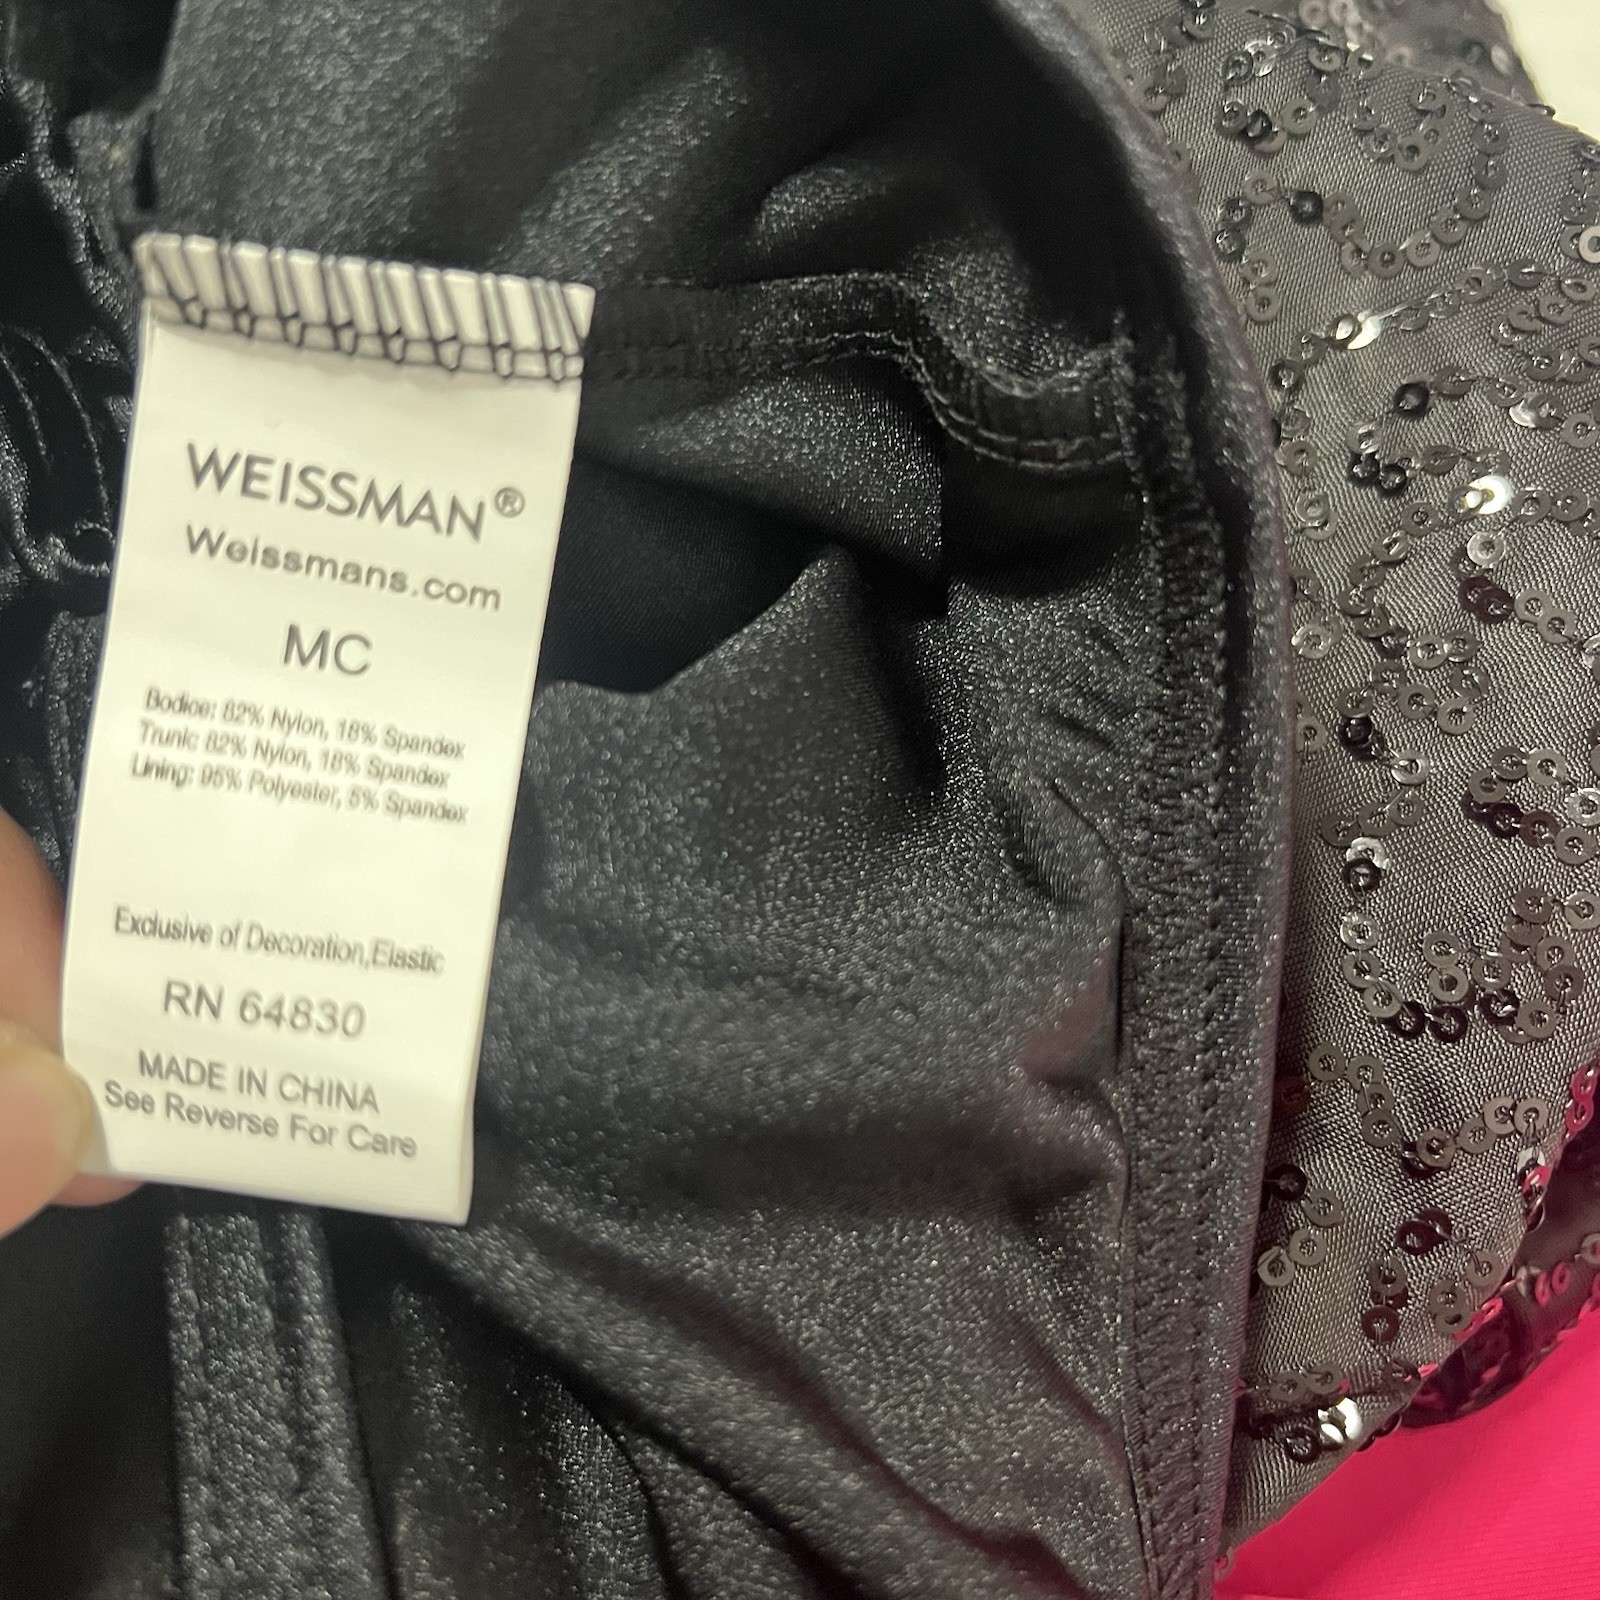 WEISSMAN®
Weissmans.com
MC
Bodice: 82% Nylon, 18% Spandex
Trunk: 82% Nylon, 18% Spandex
Lining: 95% Polyester, 5% Spandex
Exclusive of Decoration,Elastic
RN 64830
MADE IN CHINA
See Reverse For Care